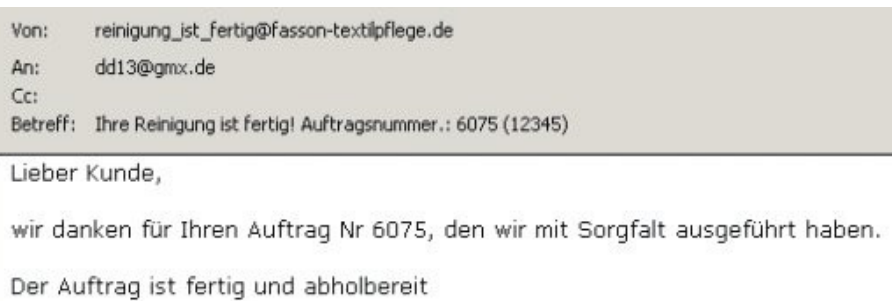 Von: reinigung_ist_fertig@fasson-textilpflege.de
An: dd13@gmx.de
Cc:
Betreff: Ihre Reinigung ist fertig! Auftragsnummer.: 6075 (12345)
Lieber Kunde,
wir danken für Ihren Auftrag Nr 6075, den wir mit Sorgfalt ausgeführt haben.
Der Auftrag ist fertig und abholbereit